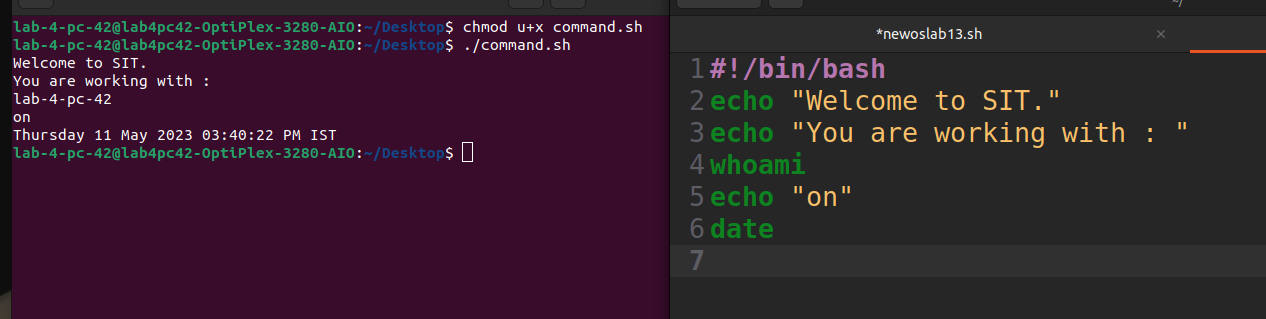 lab-4-pc-42@lab4pc42-OptiPlex-3280-AIO:~/Desktop$ chmod u+x command.sh
lab-4-pc-42@lab4pc42-OptiPlex-3280-AIO:~/Desktop$ ./command.sh
Welcome to SIT.
You are working with :
lab-4-pc-42
on
Thursday 11 May 2023 03:40:22 PM IST
lab-4-pc-42@lab4pc42-OptiPlex-3280-AIO:~/Desktop$
~/
*newoslab13.sh ×
1 #!/bin/bash
2 echo "Welcome to SIT."
3 echo "You are working with : "
4 whoami
5 echo "on"
6 date
7